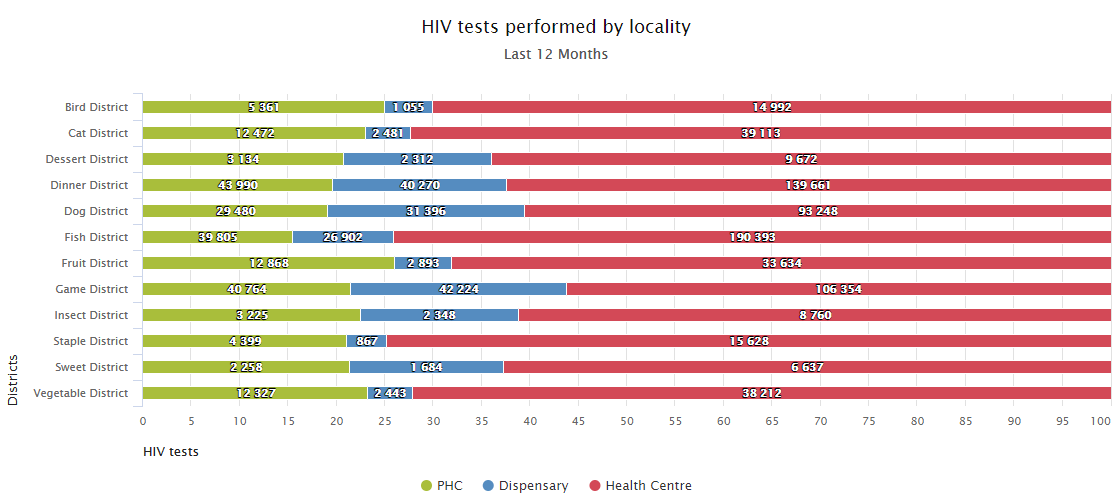 HIV tests performed by locality
Last 12 Months
Bird District 5 361 1 055 14 992
Cat District 12 472 2 481 39 113
Dessert District 3 134 2 312 9 672
Dinner District 43 990 40 270 139 661
Dog District 29 480 31 396 93 248
Fish District 39 805 26 902 190 393
Fruit District 12 868 2 893 33 634
Game District 40 764 42 224 106 354
Insect District 3 225 2 348 8 760
Staple District 4 399 867 15 628
Sweet District 2 258 1 684 6 637
Vegetable District 12 327 2 443 38 212
Districts
0 5 10 15 20 25 30 35 40 45 50 55 60 65 70 75 80 85 90 95 100
HIV tests
PHC Dispensary Health Centre